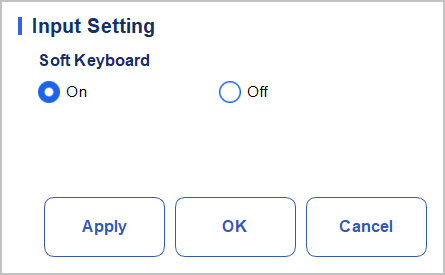 Input Setting
Soft Keyboard
On Off
Apply OK Cancel